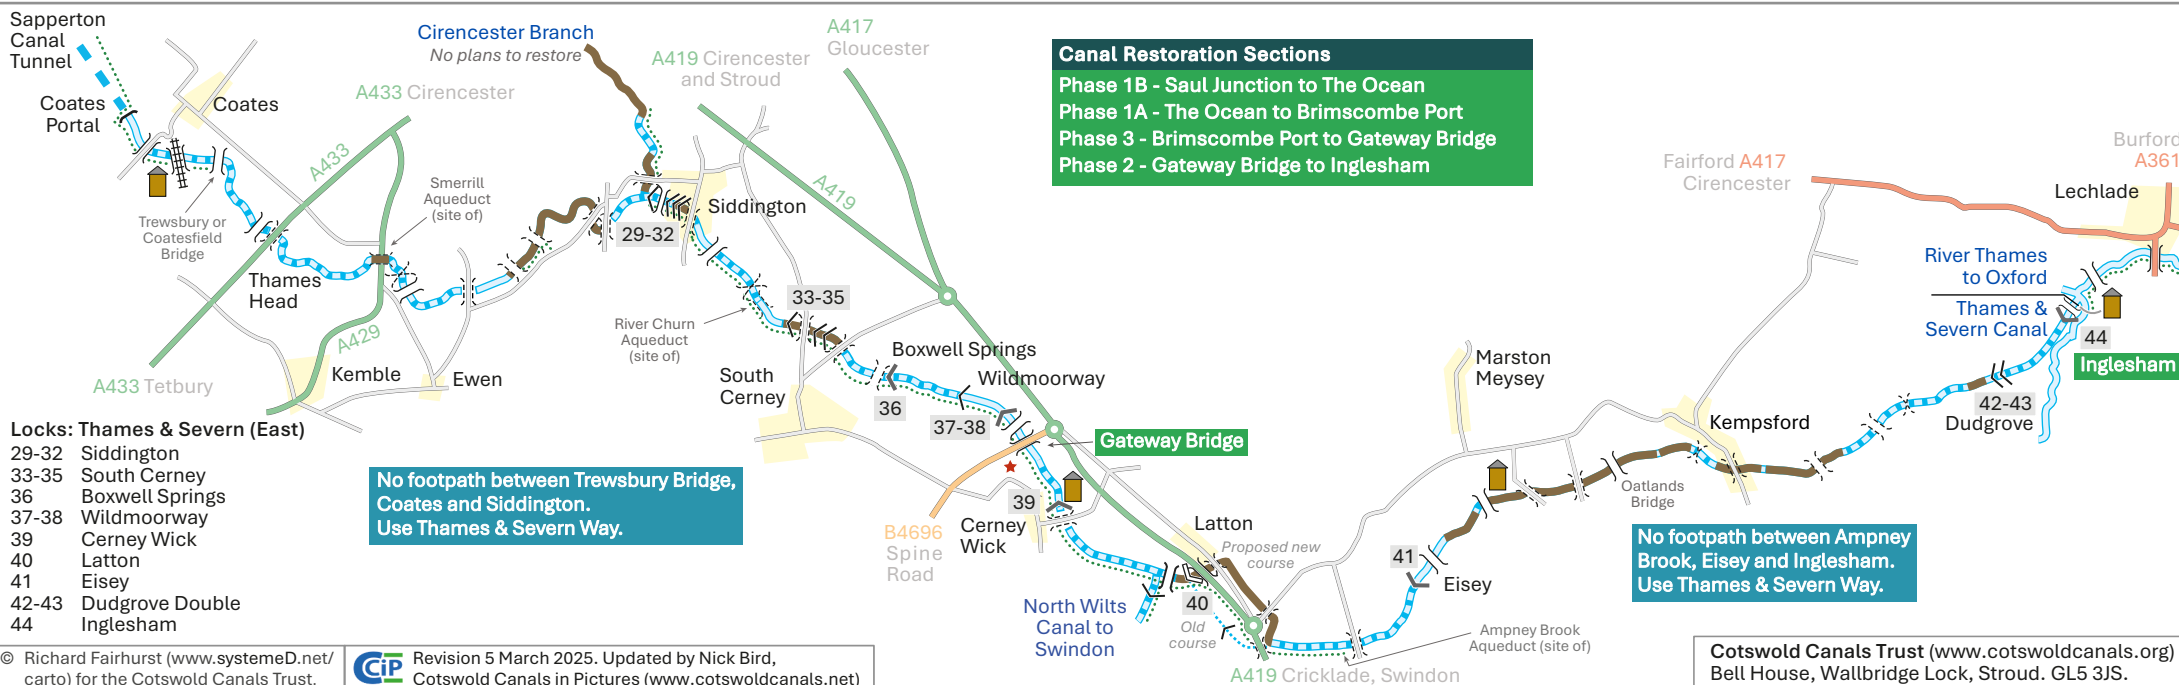 Sapperton
Canal
Tunnel
Coates
Portal
Coates
Trewsbury or
Coatesfield
Bridge
A433 Cirencester
A433
Thames
Head
A433 Tetbury
A429
Kemble
Ewen
Smerrill
Aqueduct
(site of)
Cirencester Branch
No plans to restore
A419 Cirencester
and Stroud
A417
Gloucester
A419
Siddington
29-32
33-35
River Churn
Aqueduct
(site of)
South
Cerney
Boxwell Springs
Wildmoorway
36
37-38
Gateway Bridge
39
Cerney
Wick
B4696
Spine
Road
Latton
Proposed new
course
North Wilts
Canal to
Swindon
40
Old
course
A419 Cricklade, Swindon
Canal Restoration Sections
Phase 1B - Saul Junction to The Ocean
Phase 1A - The Ocean to Brimscombe Port
Phase 3 - Brimscombe Port to Gateway Bridge
Phase 2 - Gateway Bridge to Inglesham
Marston
Meysey
41
Eisey
Ampney Brook
Aqueduct (site of)
Oatlands
Bridge
Kempsford
Fairford A417
Cirencester
Burford
A361
Lechlade
River Thames
to Oxford
Thames &
Severn Canal
44
Inglesham
42-43
Dudgrove
No footpath between Ampney
Brook, Eisey and Inglesham.
Use Thames & Severn Way.
No footpath between Trewsbury Bridge,
Coates and Siddington.
Use Thames & Severn Way.
Locks: Thames & Severn (East)
29-32 Siddington
33-35 South Cerney
36 Boxwell Springs
37-38 Wildmoorway
39 Cerney Wick
40 Latton
41 Eisey
42-43 Dudgrove Double
44 Inglesham
© Richard Fairhurst (www.systemeD.net/
carto) for the Cotswold Canals Trust.
CiP
Revision 5 March 2025. Updated by Nick Bird,
Cotswold Canals in Pictures (www.cotswoldcanals.net)
Cotswold Canals Trust (www.cotswoldcanals.org)
Bell House, Wallbridge Lock, Stroud. GL5 3JS.